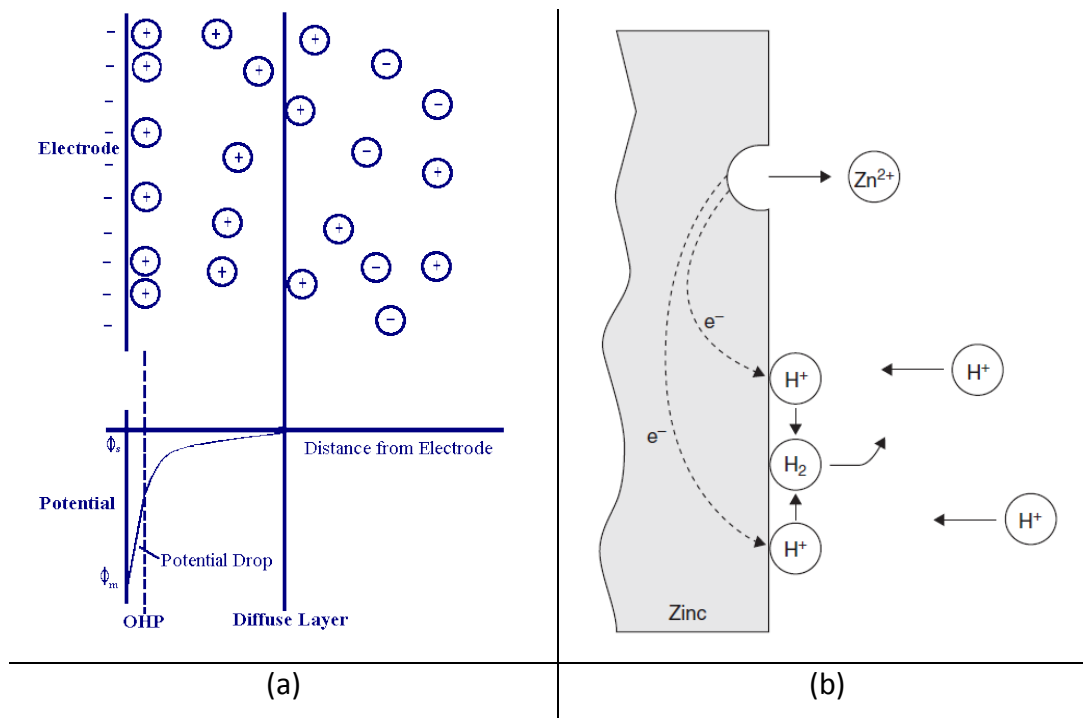 Electrode
Φs
Distance from Electrode
Potential
Potential Drop
Φm
OHP
Diffuse Layer
(a)
Zn2+
e−
H+
H+
e−
H2
H+
H+
Zinc
(b)